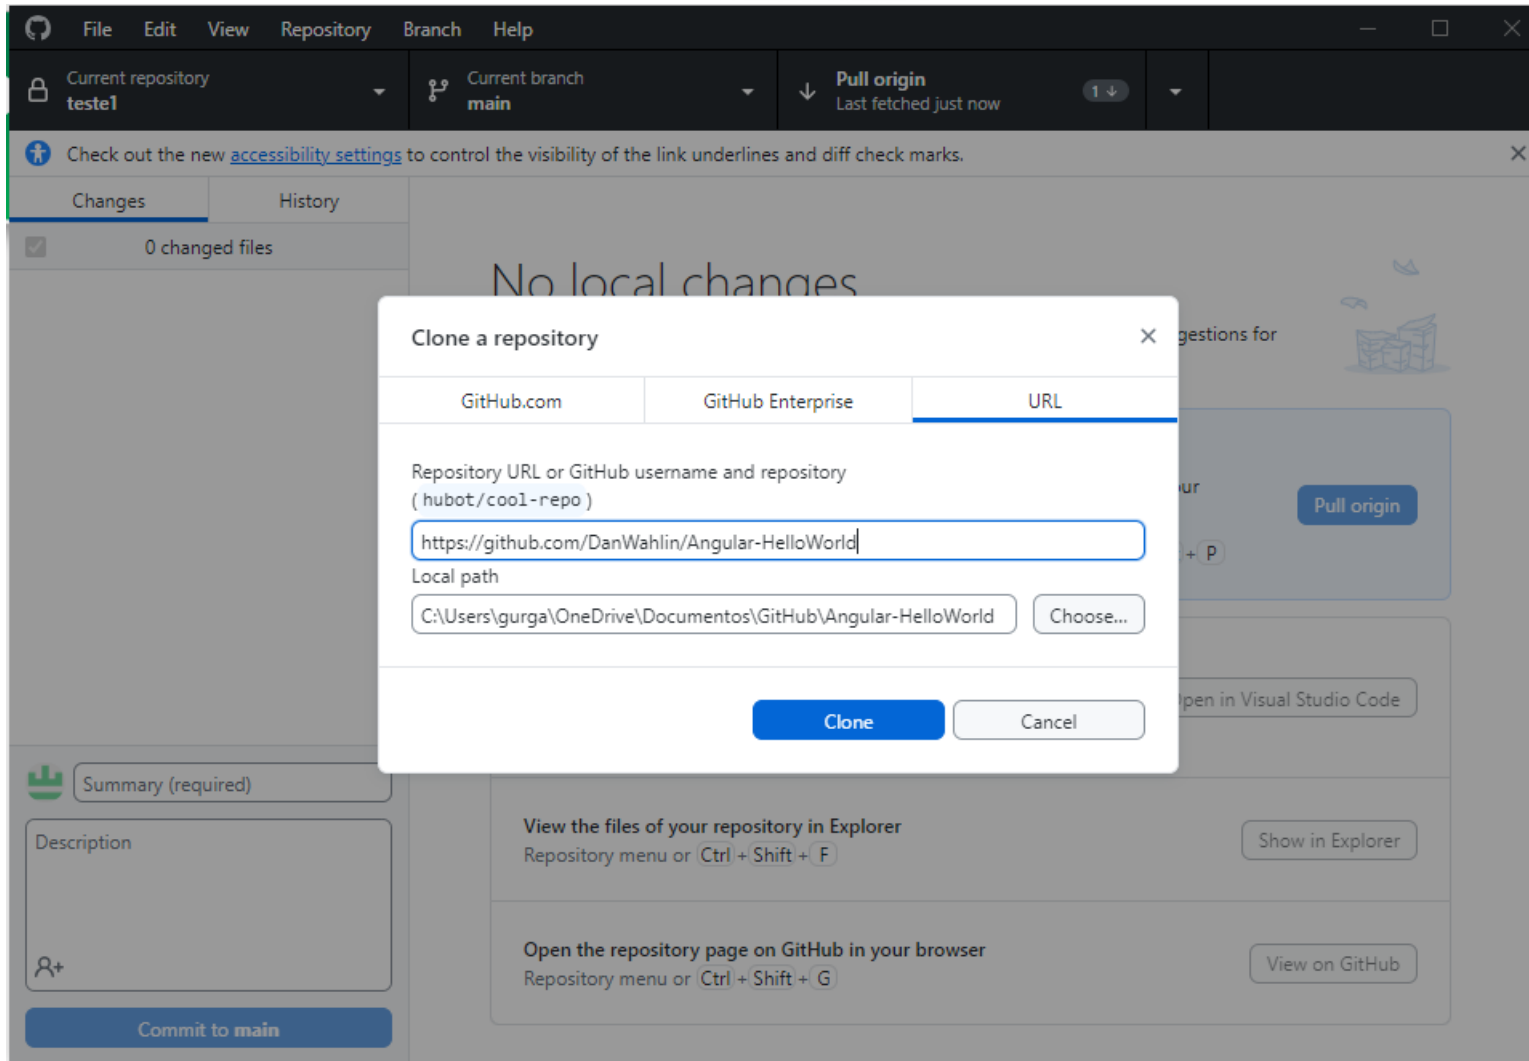 File Edit View Repository Branch Help
Current repository
teste1
Current branch
main
Pull origin
Last fetched just now
1
Check out the new accessibility settings to control the visibility of the link underlines and diff check marks.
Changes
History
0 changed files
No local changes
gestions for
Clone a repository
GitHub.com
GitHub Enterprise
URL
Repository URL or GitHub username and repository
(hubot/cool-repo)
https://github.com/DanWahlin/Angular-HelloWorld
Local path
C:\Users\gurga\OneDrive\Documentos\GitHub\Angular-HelloWorld
Choose...
Clone
Cancel
ur
Pull origin
+ P
pen in Visual Studio Code
View the files of your repository in Explorer
Repository menu or Ctrl + Shift + F
Show in Explorer
Open the repository page on GitHub in your browser
Repository menu or Ctrl + Shift + G
View on GitHub
Summary (required)
Description
Commit to main